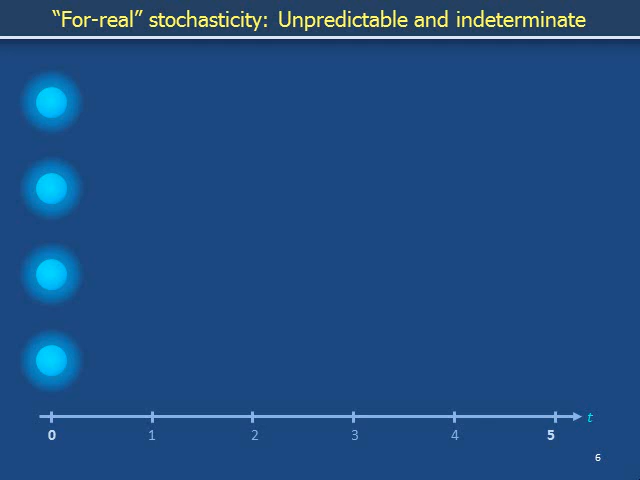 “For-real” stochasticity: Unpredictable and indeterminate
t
0 1 2 3 4 5
6